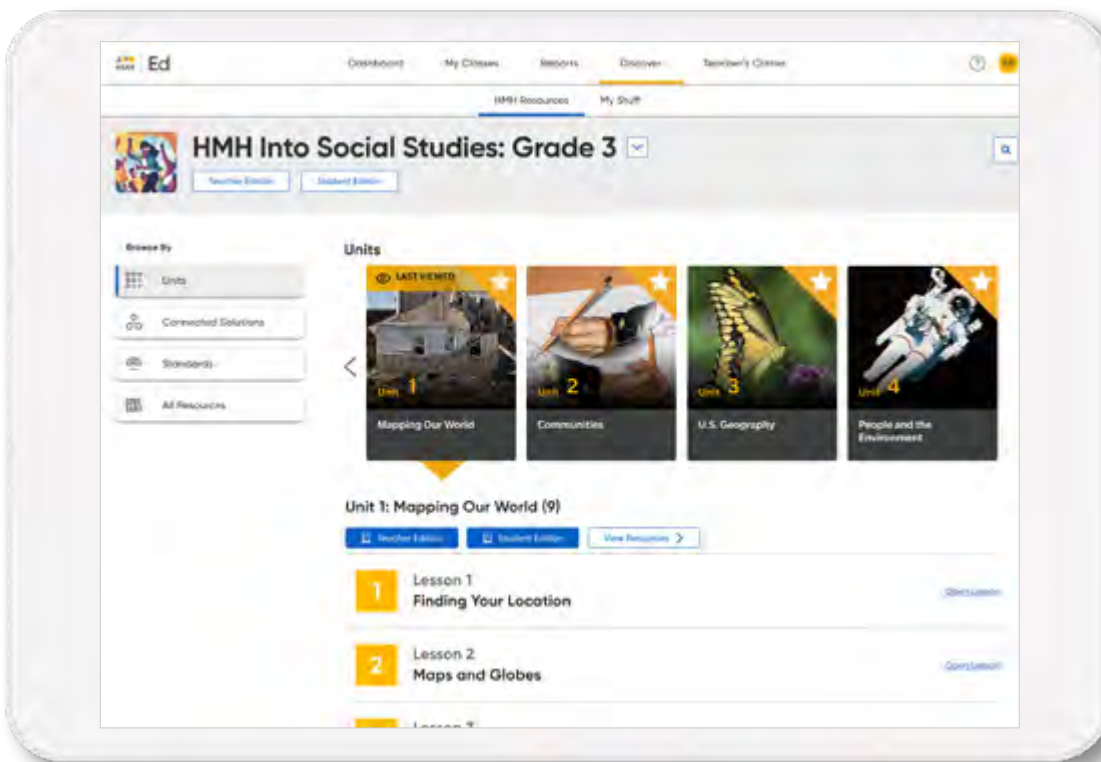 Ed
Dashboard My Classes Reports Discover Teacher's Corner
HMH Resources My Stuff
HMH Into Social Studies: Grade 3
Teacher Edition Student Edition
Browse By
Units
Connected Solutions
Standards
All Resources
Units
LAST VIEWED
Unit 1
Mapping Our World
Unit 2
Communities
Unit 3
U.S. Geography
Unit 4
People and the
Environment
Unit 1: Mapping Our World (9)
Teacher Edition Student Edition View Resources
1
Lesson 1
Finding Your Location
Open Lesson
2
Lesson 2
Maps and Globes
Open Lesson